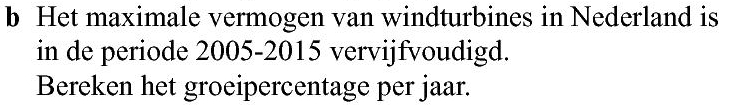 b Het maximale vermogen van windturbines in Nederland is
in de periode 2005-2015 vervijfvoudigd.
Bereken het groeipercentage per jaar.